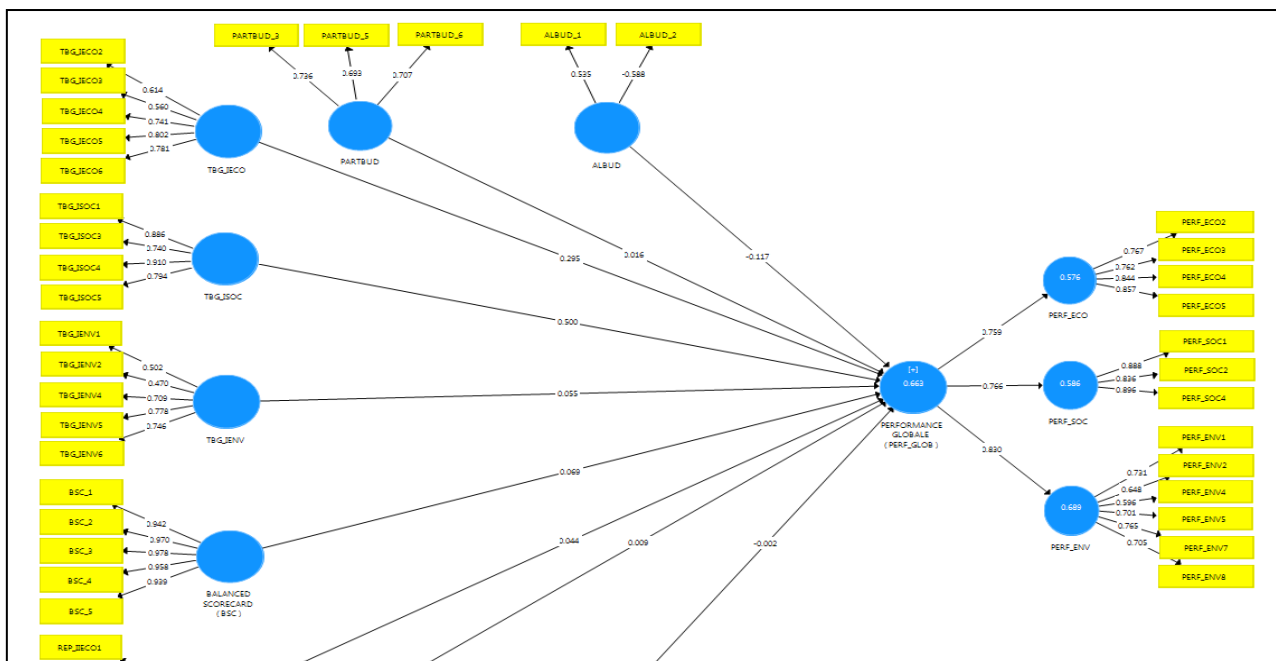 PARTBUD_3
PARTBUD_5
PARTBUD_6
ALBUD_1
ALBUD_2
TBG_IECO2
TBG_IECO3
TBG_IECO4
TBG_IECO5
TBG_IECO6
0.614
0.560
0.741
0.802
0.781
TBG_IECO
0.736
0.693
0.707
PARTBUD
0.535
-0.588
ALBUD
TBG_ISOC1
TBG_ISOC3
TBG_ISOC4
TBG_ISOC5
0.886
0.740
0.910
0.794
TBG_ISOC
TBG_IENV1
TBG_IENV2
TBG_IENV4
TBG_IENV5
TBG_IENV6
0.502
0.470
0.709
0.778
0.746
TBG_IENV
BSC_1
BSC_2
BSC_3
BSC_4
BSC_5
0.942
0.970
0.978
0.958
0.939
BALANCED
SCORECARD
(BSC)
REP_IIECO1
0.295
0.016
-0.117
0.500
0.055
0.069
0.044
0.009
-0.002
[+]
0.663
PERFORMANCE
GLOBALE
(PERF_GLOB)
0.759
0.766
0.830
0.576
PERF_ECO
0.767
0.762
0.844
0.857
PERF_ECO2
PERF_ECO3
PERF_ECO4
PERF_ECO5
0.586
PERF_SOC
0.888
0.836
0.896
PERF_SOC1
PERF_SOC2
PERF_SOC4
0.689
PERF_ENV
0.731
0.648
0.596
0.701
0.765
0.705
PERF_ENV1
PERF_ENV2
PERF_ENV4
PERF_ENV5
PERF_ENV7
PERF_ENV8